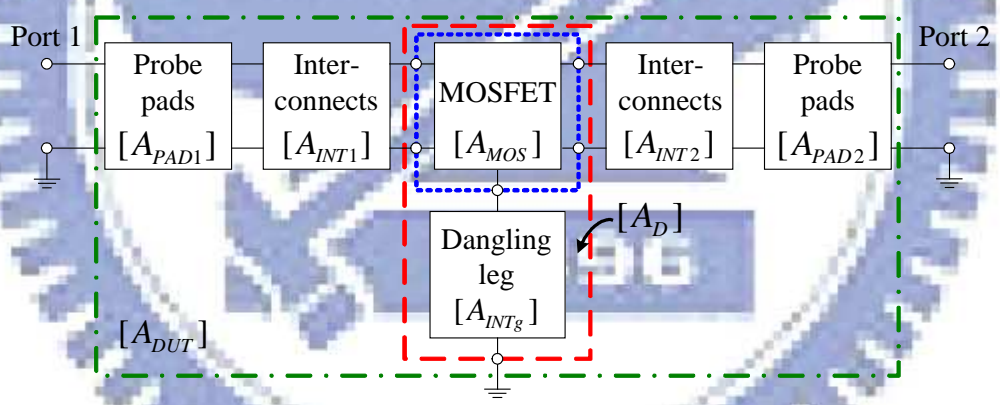 Port 1
Port 2
Probe
pads
[A_PAD1]
Inter-
connects
[A_INT1]
MOSFET
[A_MOS]
Inter-
connects
[A_INT2]
Probe
pads
[A_PAD2]
Dangling
leg
[A_INTg]
[A_D]
[A_DUT]